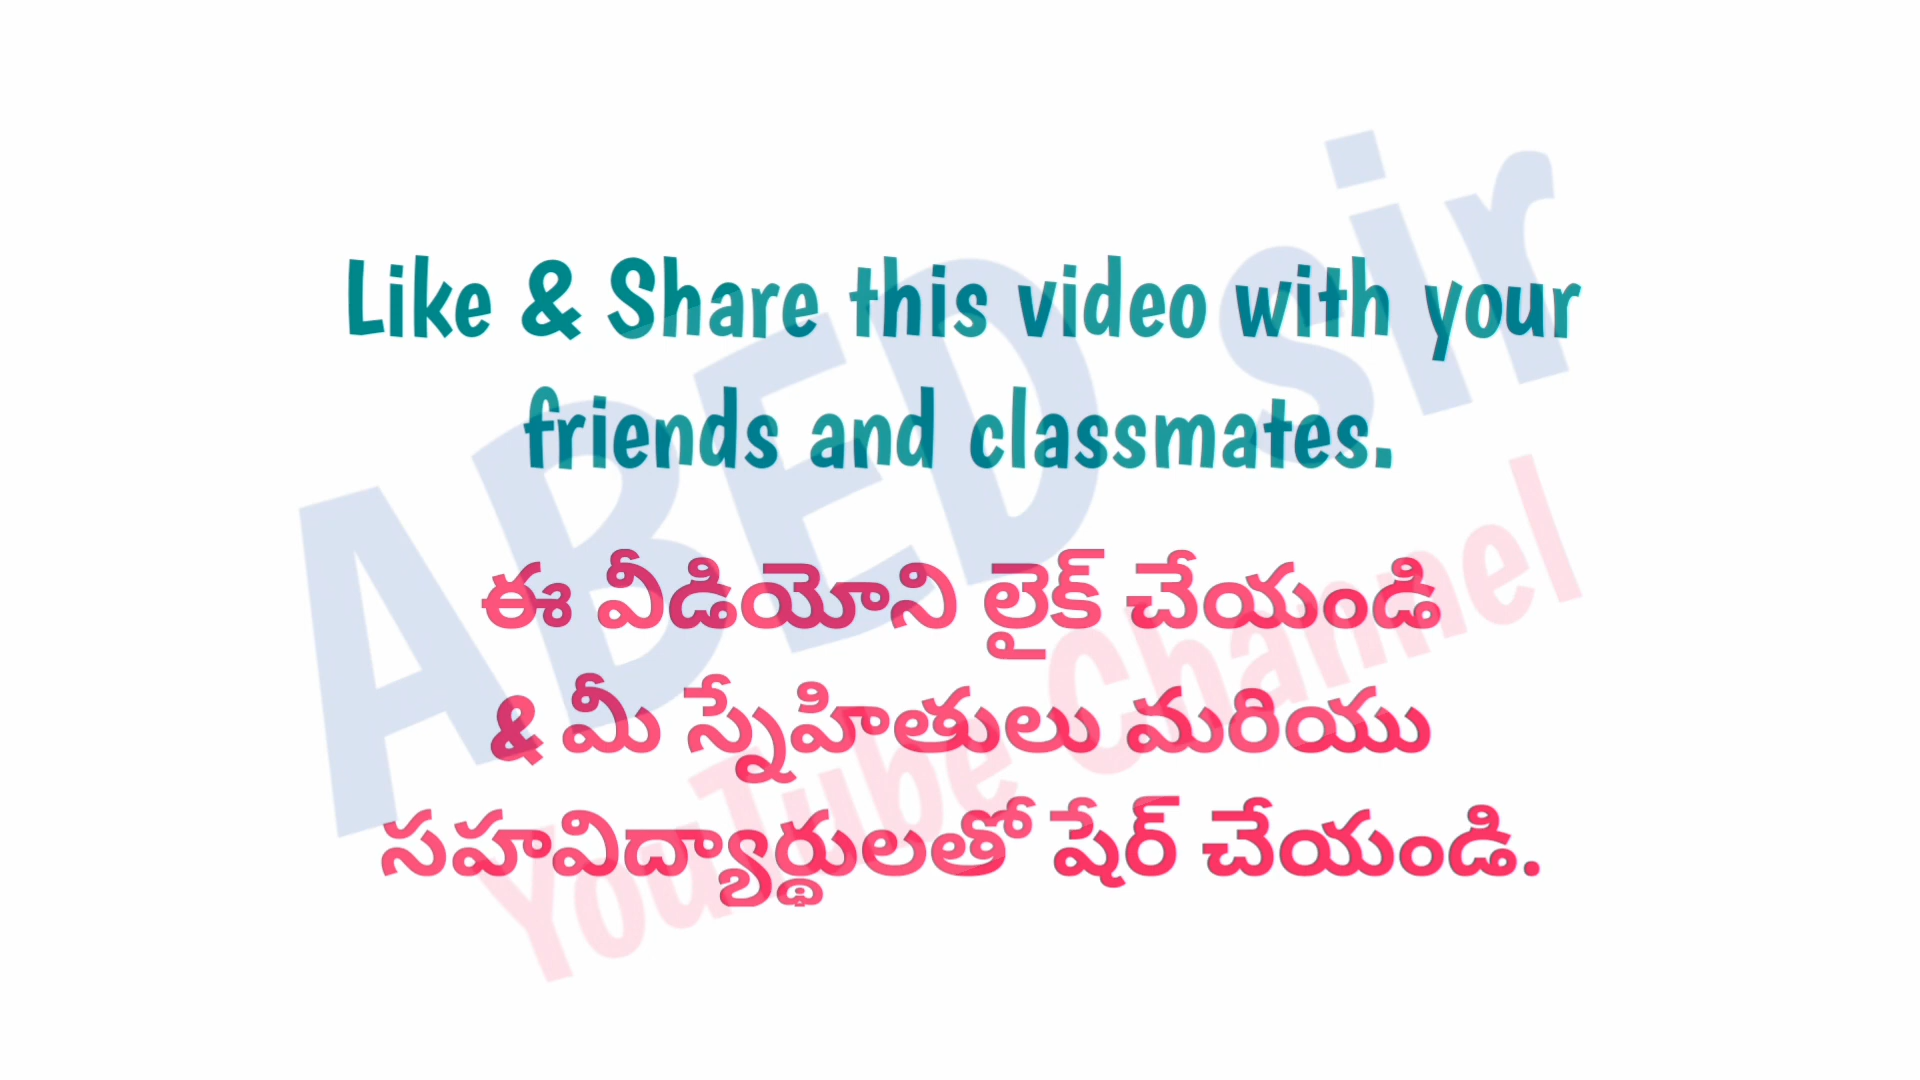 Like & Share this video with your
friends and classmates.
ఈ వీడియోని లైక్ చేయండి
& మీ స్నేహితులు మరియు
సహవిద్యార్థులతో షేర్ చేయండి.
ABED sir
YouTube Channel